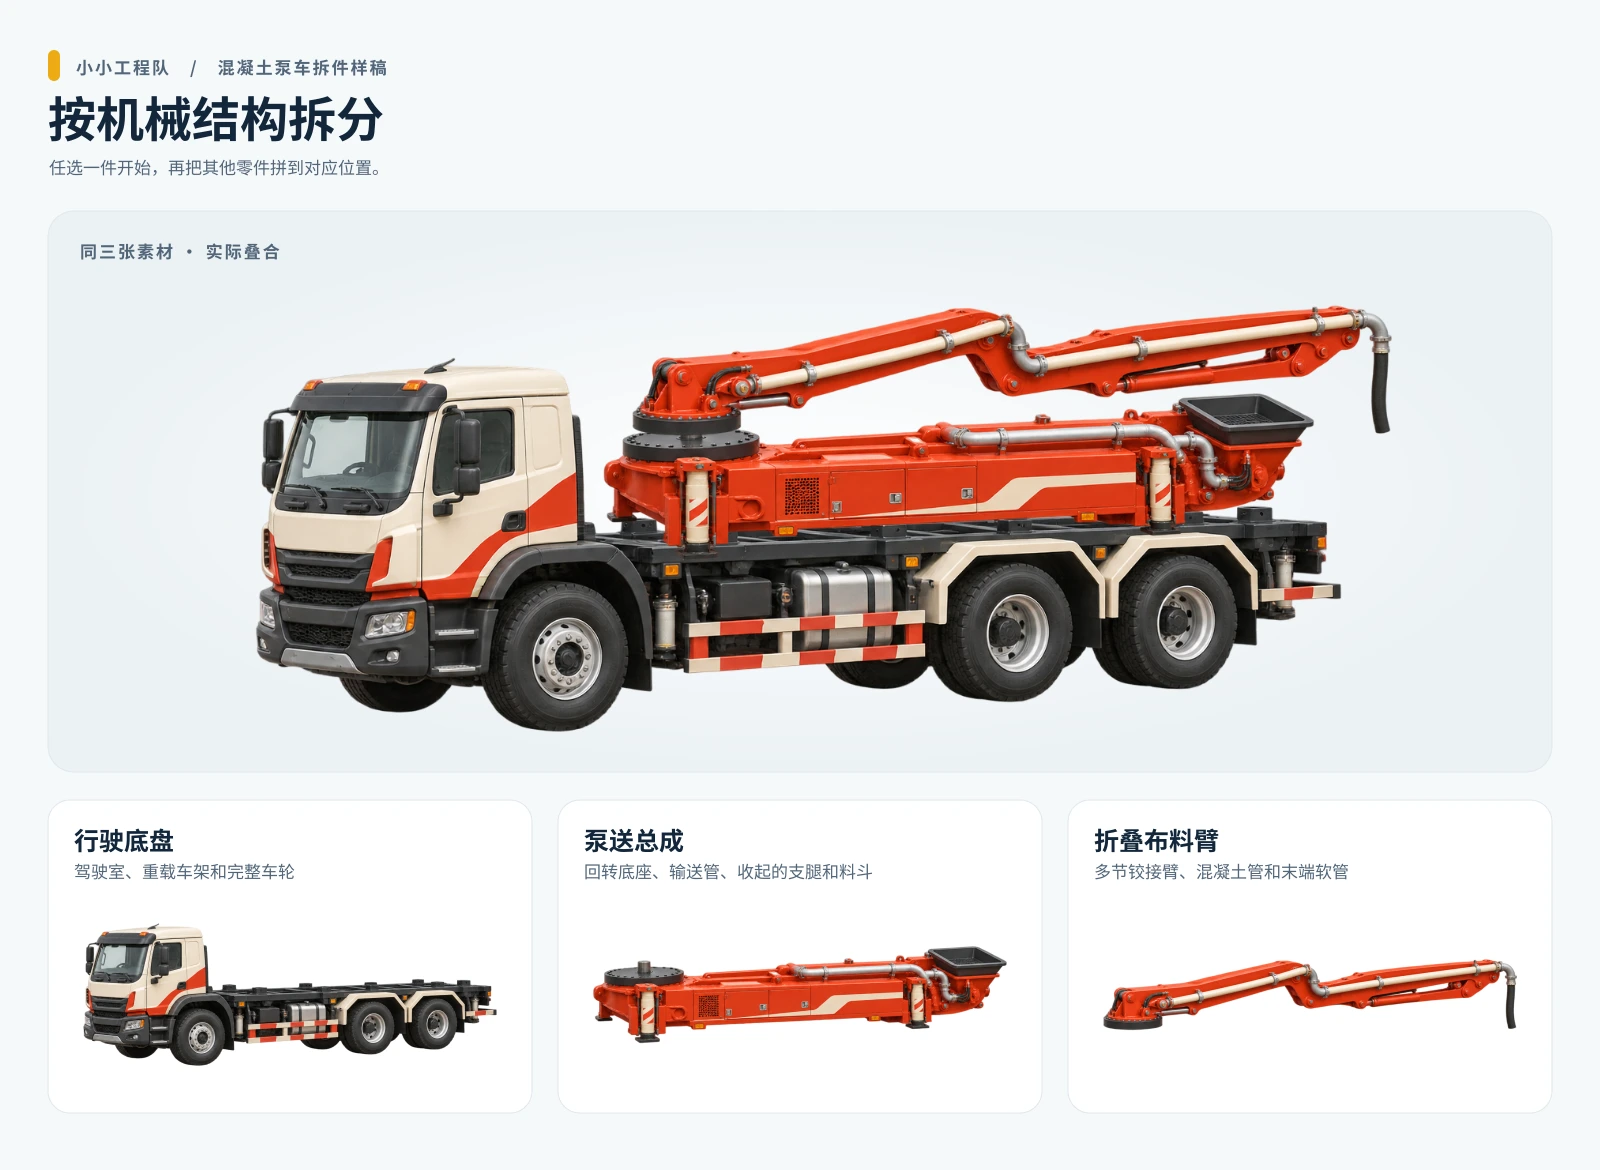 小小工程队 / 混凝土泵车拆件样稿
按机械结构拆分
任选一件开始，再把其他零件拼到对应位置。
同三张素材 • 实际叠合
行驶底盘
驾驶室、重载车架和完整车轮
泵送总成
回转底座、输送管、收起的支腿和料斗
折叠布料臂
多节铰接臂、混凝土管和末端软管